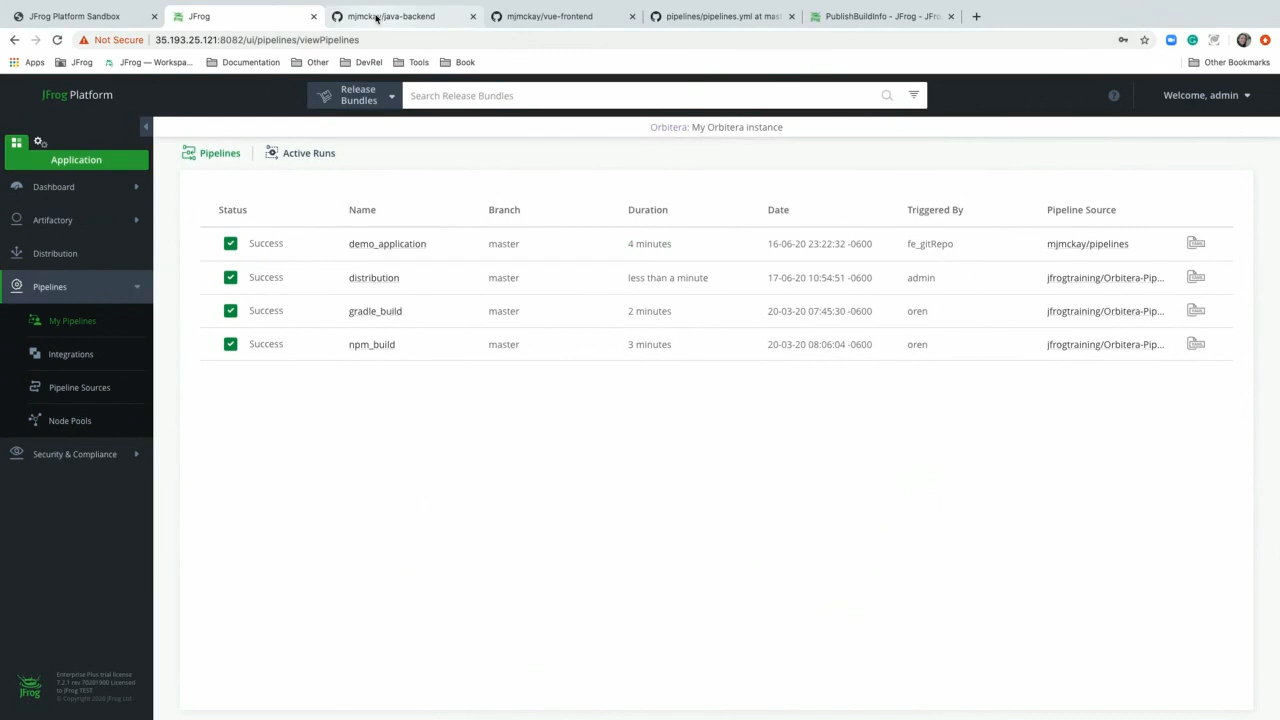 JFrog Platform Sandbox
JFrog
mjmckay/java-backend
mjmckay/vue-frontend
pipelines/pipelines.yml at mas
PublishBuildInfo - JFrog - JFro
Not Secure
35.193.25.121:8082/ui/pipelines/viewPipelines
Apps
JFrog
JFrog — Workspa...
Documentation
Other
DevRel
Tools
Book
Other Bookmarks
JFrog Platform
Release Bundles
Search Release Bundles
Welcome, admin
Orbitera: My Orbitera instance
Application
Dashboard
Artifactory
Distribution
Pipelines
My Pipelines
Integrations
Pipeline Sources
Node Pools
Security & Compliance
Pipelines
Active Runs
Status Name Branch Duration Date Triggered By Pipeline Source
Success demo_application master 4 minutes 16-06-20 23:22:32 -0600 fe_gitRepo mjmckay/pipelines
Success distribution master less than a minute 17-06-20 10:54:51 -0600 admin jfrogtraining/Orbitera-Pip...
Success gradle_build master 2 minutes 20-03-20 07:45:30 -0600 oren jfrogtraining/Orbitera-Pip...
Success npm_build master 3 minutes 20-03-20 08:06:04 -0600 oren jfrogtraining/Orbitera-Pip...
JFrog
Enterprise Plus trial license
7.2.1 rev 70201900 Licensed
to JFrog TEST
© Copyright 2020 JFrog Ltd